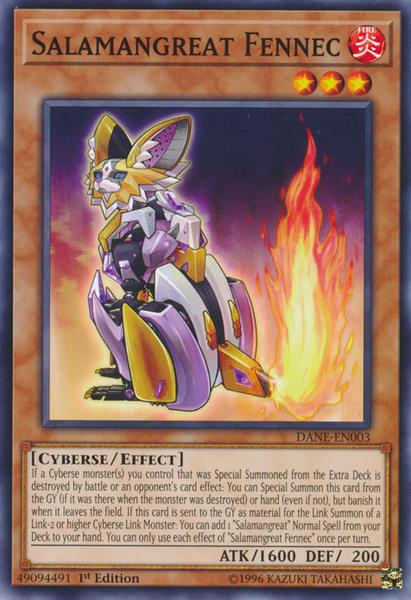 SALAMANGREAT FENNEC
FIRE
炎
DANE-EN003
[CYBERSE/EFFECT]
If a Cyberse monster(s) you control that was Special Summoned from the Extra Deck is
destroyed by battle or an opponent's card effect: You can Special Summon this card from
the GY (if it was there when the monster was destroyed) or hand (even if not), but banish it
when it leaves the field. If this card is sent to the GY as material for the Link Summon of a
Link-2 or higher Cyberse Link Monster: You can add 1 "Salamangreat" Normal Spell from your
Deck to your hand. You can only use each effect of "Salamangreat Fennec" once per turn.
ATK/1600 DEF/ 200
49094491 1st Edition ©1996 KAZUKI TAKAHASHI